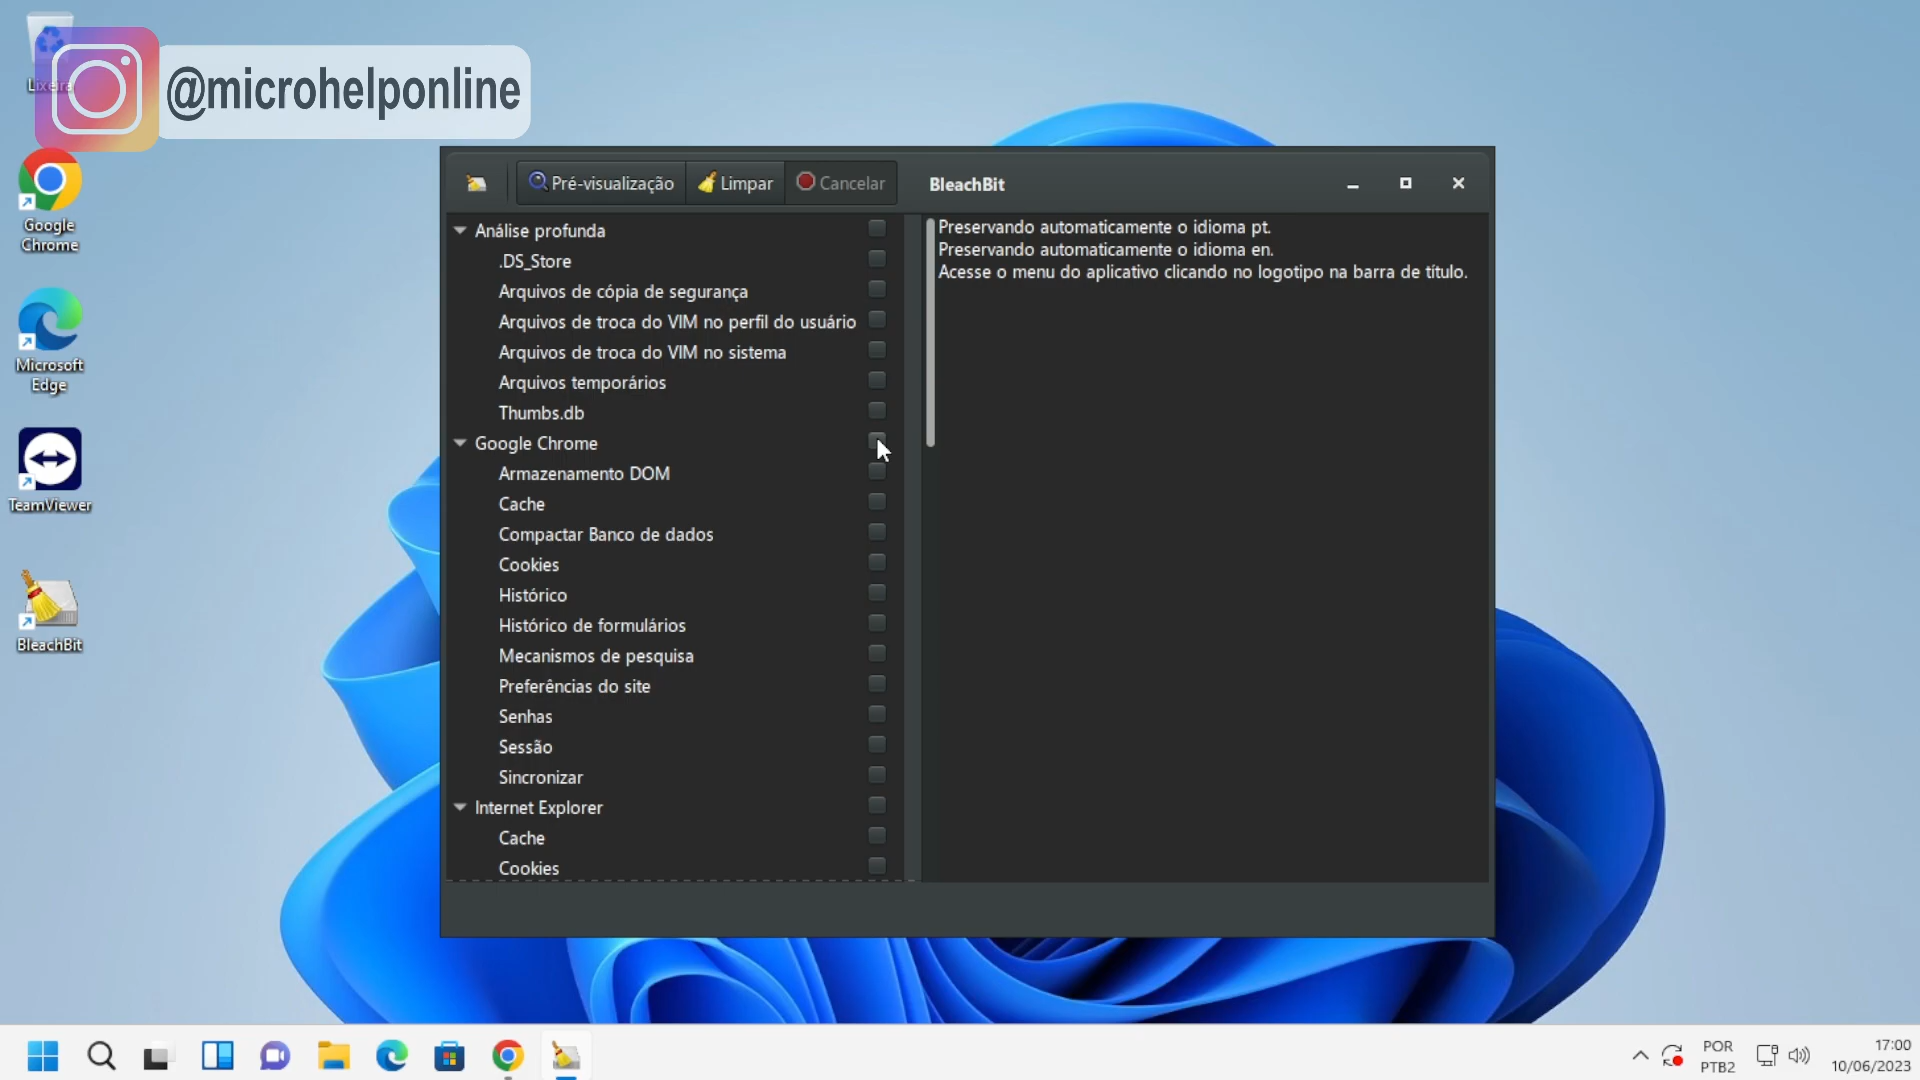 Lixeira
@microhelponline
Google
Chrome
Microsoft
Edge
TeamViewer
BleachBit
Pré-visualização
Limpar
Cancelar
BleachBit
Análise profunda
.DS_Store
Arquivos de cópia de segurança
Arquivos de troca do VIM no perfil do usuário
Arquivos de troca do VIM no sistema
Arquivos temporários
Thumbs.db
Google Chrome
Armazenamento DOM
Cache
Compactar Banco de dados
Cookies
Histórico
Histórico de formulários
Mecanismos de pesquisa
Preferências do site
Senhas
Sessão
Sincronizar
Internet Explorer
Cache
Cookies
Preservando automaticamente o idioma pt.
Preservando automaticamente o idioma en.
Acesse o menu do aplicativo clicando no logotipo na barra de título.
POR
PTB2
17:00
10/06/2023